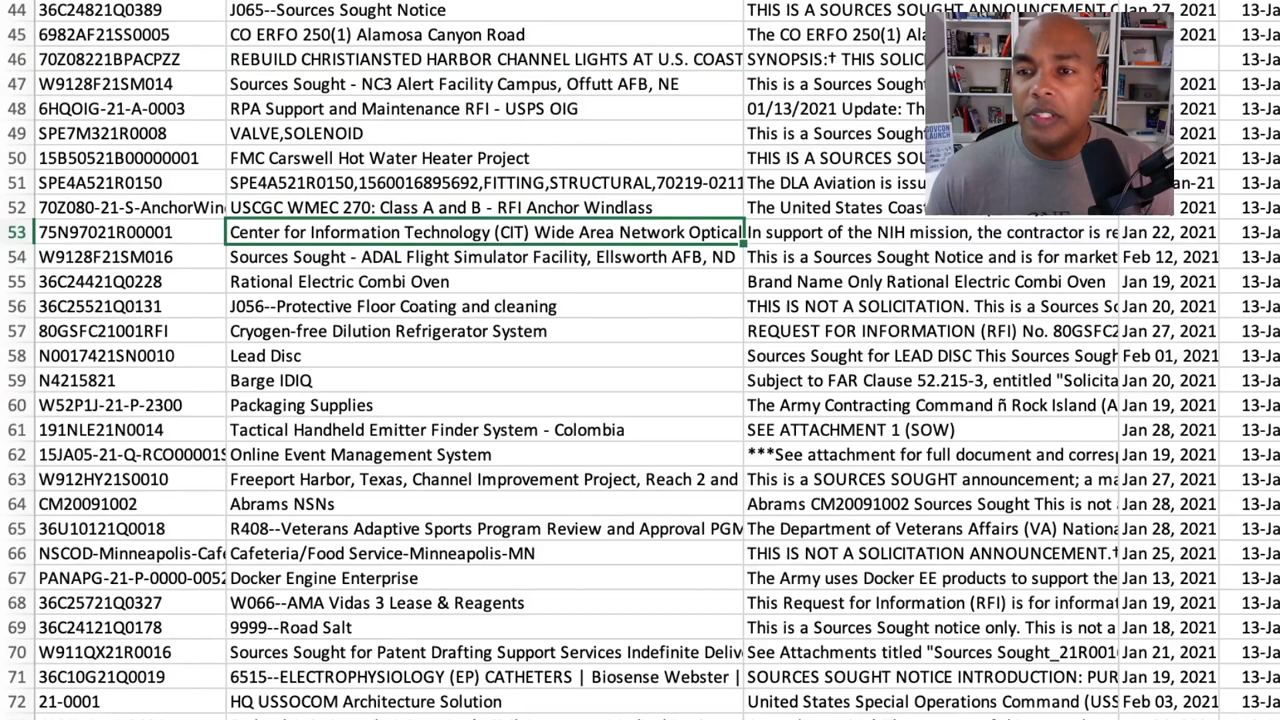 44 36C24821Q0389 J065--Sources Sought Notice THIS IS A SOURCES SOUGHT ANNOUNCEMENT Jan 27, 2021 13-Ja
45 6982AF21SS0005 CO ERFO 250(1) Alamosa Canyon Road The CO ERFO 250(1) Ala 2021 13-Ja
46 70Z08221BPACPZZ REBUILD CHRISTIANSTED HARBOR CHANNEL LIGHTS AT U.S. COAST SYNOPSIS:† THIS SOLIC 13-Ja
47 W9128F21SM014 Sources Sought - NC3 Alert Facility Campus, Offutt AFB, NE This is a Sources Sought 2021 13-Ja
48 6HQOIG-21-A-0003 RPA Support and Maintenance RFI - USPS OIG 01/13/2021 Update: Th 2021 13-Ja
49 SPE7M321R0008 VALVE,SOLENOID This is a Sources Sought 2021 13-Ja
50 15B50521B00000001 FMC Carswell Hot Water Heater Project THIS IS A SOURCES SOU 2021 13-Ja
51 SPE4A521R0150 SPE4A521R0150,1560016895692,FITTING,STRUCTURAL,70219-0211 The DLA Aviation is issu an-21 13-Ja
52 70Z080-21-S-AnchorWin USCGC WMEC 270: Class A and B - RFI Anchor Windlass The United States Coas 2021 13-Ja
GOVCON
LAUNCH
53 75N97021R00001 Center for Information Technology (CIT) Wide Area Network Optical In support of the NIH mission, the contractor is re Jan 22, 2021 13-Ja
54 W9128F21SM016 Sources Sought - ADAL Flight Simulator Facility, Ellsworth AFB, ND This is a Sources Sought Notice and is for market Feb 12, 2021 13-Ja
55 36C24421Q0228 Rational Electric Combi Oven Brand Name Only Rational Electric Combi Oven Jan 19, 2021 13-Ja
56 36C25521Q0131 J056--Protective Floor Coating and cleaning THIS IS NOT A SOLICITATION. This is a Sources So Jan 20, 2021 13-Ja
57 80GSFC21001RFI Cryogen-free Dilution Refrigerator System REQUEST FOR INFORMATION (RFI) No. 80GSFC2 Jan 27, 2021 13-Ja
58 N0017421SN0010 Lead Disc Sources Sought for LEAD DISC This Sources Sough Feb 01, 2021 13-Ja
59 N4215821 Barge IDIQ Subject to FAR Clause 52.215-3, entitled "Solicita Jan 20, 2021 13-Ja
60 W52P1J-21-P-2300 Packaging Supplies The Army Contracting Command ñ Rock Island (A Jan 19, 2021 13-Ja
61 191NLE21N0014 Tactical Handheld Emitter Finder System - Colombia SEE ATTACHMENT 1 (SOW) Jan 28, 2021 13-Ja
62 15JA05-21-Q-RCO00001S Online Event Management System ***See attachment for full document and corresp Jan 19, 2021 13-Ja
63 W912HY21S0010 Freeport Harbor, Texas, Channel Improvement Project, Reach 2 and This is a SOURCES SOUGHT announcement; a ma Jan 27, 2021 13-Ja
64 CM20091002 Abrams NSNs Abrams CM20091002 Sources Sought This is not Jan 28, 2021 13-Ja
65 36U10121Q0018 R408--Veterans Adaptive Sports Program Review and Approval PGM The Department of Veterans Affairs (VA) Nationa Jan 28, 2021 13-Ja
66 NSCOD-Minneapolis-Cafe Cafeteria/Food Service-Minneapolis-MN THIS IS NOT A SOLICITATION ANNOUNCEMENT.† Jan 25, 2021 13-Ja
67 PANAPG-21-P-0000-0052 Docker Engine Enterprise The Army uses Docker EE products to support the Jan 13, 2021 13-Ja
68 36C25721Q0327 W066--AMA Vidas 3 Lease & Reagents This Request for Information (RFI) is for informat Jan 19, 2021 13-Ja
69 36C24121Q0178 9999--Road Salt This is a Sources Sought notice only. This is not a Jan 18, 2021 13-Ja
70 W911QX21R0016 Sources Sought for Patent Drafting Support Services Indefinite Deliv See Attachments titled "Sources Sought_21R001 Jan 21, 2021 13-Ja
71 36C10G21Q0019 6515--ELECTROPHYSIOLOGY (EP) CATHETERS | Biosense Webster | SOURCES SOUGHT NOTICE INTRODUCTION: PUR Jan 19, 2021 13-Ja
72 21-0001 HQ USSOCOM Architecture Solution United States Special Operations Command (USS Feb 03, 2021 13-Ja